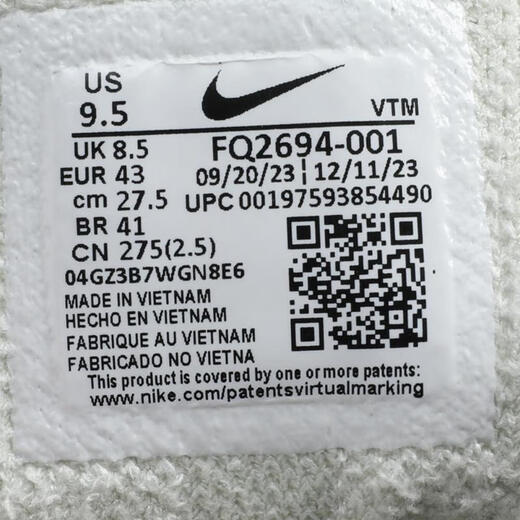 US
9.5
VTM
UK 8.5
FQ2694-001
EUR 43
09/20/23 | 12/11/23
cm 27.5
UPC 00197593854490
BR 41
CN 275(2.5)
04GZ3B7WGN8E6
MADE IN VIETNAM
HECHO EN VIETNAM
FABRIQUE AU VIETNAM
FABRICADO NO VIETNA
This product is covered by one or more patents:
www.nike.com/patentsvirtualmarking